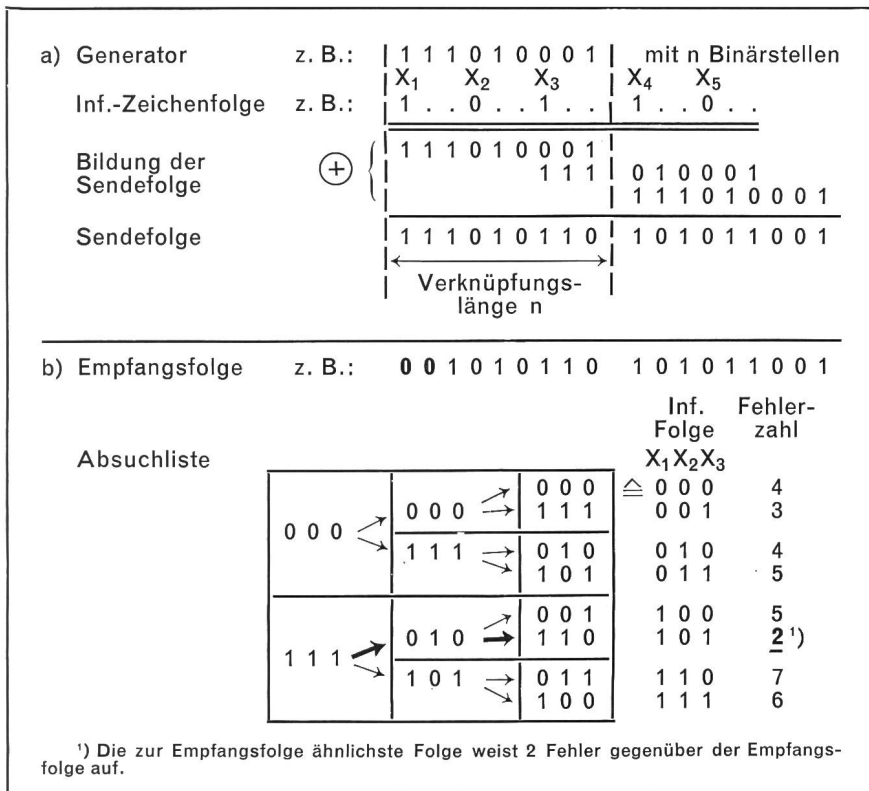 a) Generator z. B.: 1 1 1 0 1 0 0 0 1 mit n Binärstellen
X₁ X₂ X₃ X₄ X₅
Inf.-Zeichenfolge z. B.: 1 . . 0 . . 1 . . 1 . . 0 . .
1 1 1 0 1 0 0 0 1
Bildung der ⊕ 1 1 1 0 1 0 0 0 1
Sendefolge 1 1 1 0 1 0 0 0 1
Sendefolge 1 1 1 0 1 0 1 1 0 1 0 1 0 1 1 0 0 1
Verknüpfungs-
länge n
b) Empfangsfolge z. B.: 0 0 1 0 1 0 1 1 0 1 0 1 0 1 1 0 0 1
Inf. Fehler-
Folge zahl
Absuchliste X₁X₂X₃
0 0 0 ≙ 0 0 0 4
0 0 0 1 1 1 0 0 1 3
0 0 0
1 1 1 0 1 0 0 1 0 4
1 0 1 0 1 1 5
0 0 1 1 0 0 5
0 1 0 1 1 0 1 0 1 2 ¹)
1 1 1
1 0 1 0 1 1 1 1 0 7
1 0 0 1 1 1 6
¹) Die zur Empfangsfolge ähnlichste Folge weist 2 Fehler gegenüber der Empfangs-
folge auf.